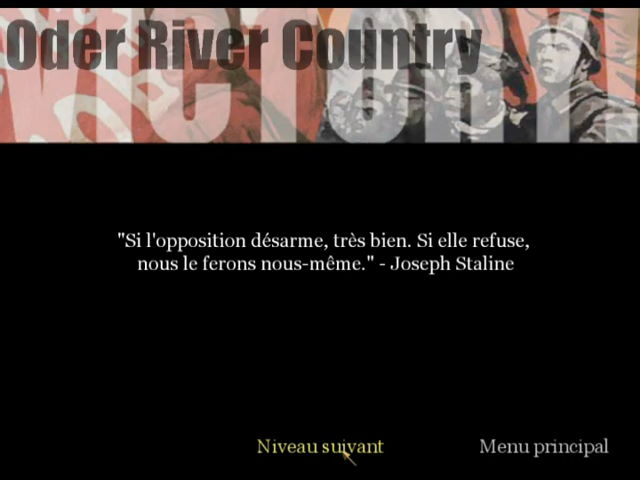 Oder River Country
VICTORY
"Si l'opposition désarme, très bien. Si elle refuse,
nous le ferons nous-même." - Joseph Staline
Niveau suivant
Menu principal